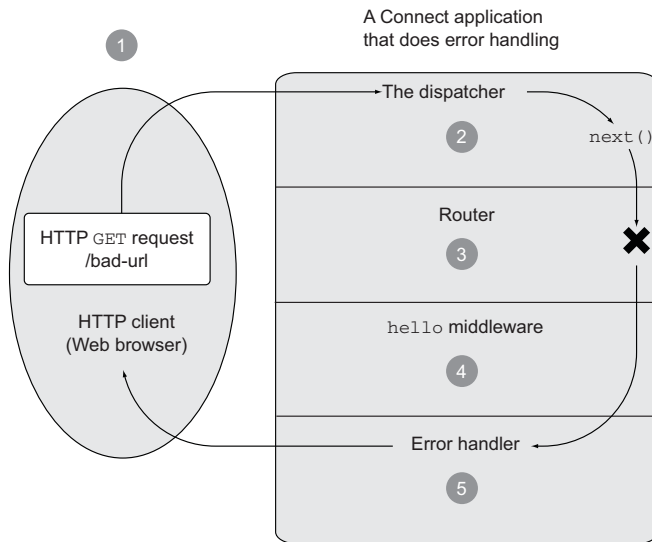 A Connect application
that does error handling
1
The dispatcher
2
next()
HTTP GET request
/bad-url
Router
3
HTTP client
(Web browser)
hello middleware
4
Error handler
5